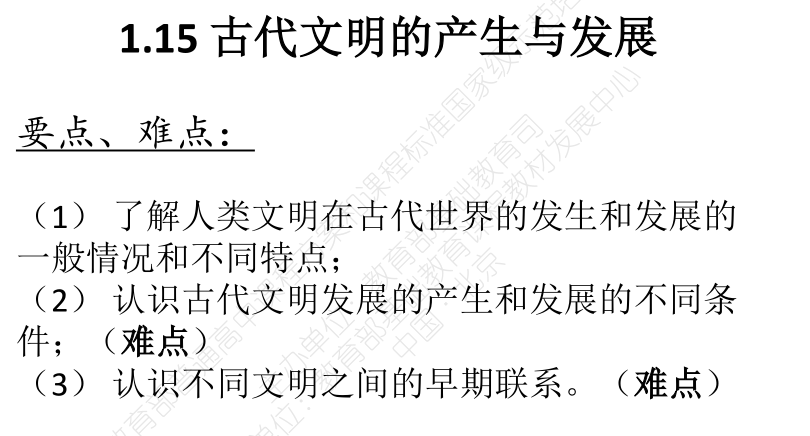 1.15 古代文明的产生与发展
要点、难点：
（1） 了解人类文明在古代世界的发生和发展的
一般情况和不同特点；
（2） 认识古代文明发展的产生和发展的不同条
件；（难点）
（3） 认识不同文明之间的早期联系。（难点）